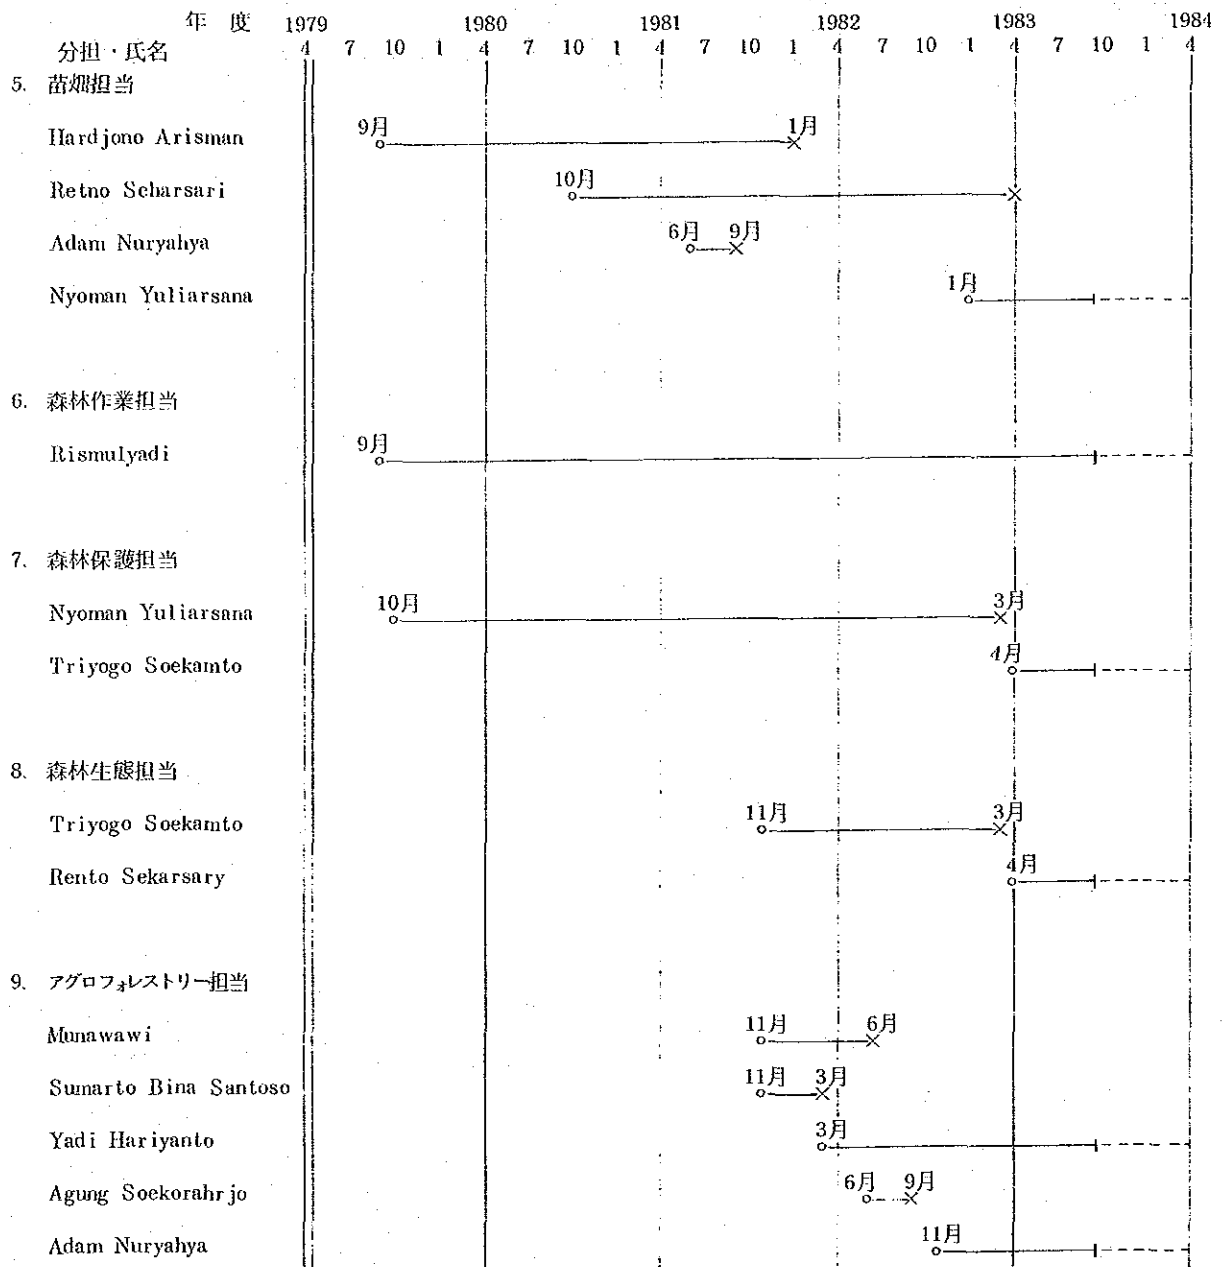 年度 1979 1980 1981 1982 1983 1984
分担・氏名 4 7 10 1 4 7 10 1 4 7 10 1 4 7 10 1 4 7 10 1 4
5. 苗畑担当
Hardjono Arisman 9月 1月
Retno Scharsari 10月
Adam Nuryahya 6月 9月
Nyoman Yuliarsana 1月
6. 森林作業担当
Rismulyadi 9月
7. 森林保護担当
Nyoman Yuliarsana 10月 3月
Triyogo Soekamto 4月
8. 森林生態担当
Triyogo Soekamto 11月 3月
Rento Sekarsary 4月
9. アグロフォレストリー担当
Munawawi 11月 6月
Sumarto Bina Santoso 11月 3月
Yadi Hariyanto 3月
Agung Soekorahrjo 6月 9月
Adam Nuryahya 11月